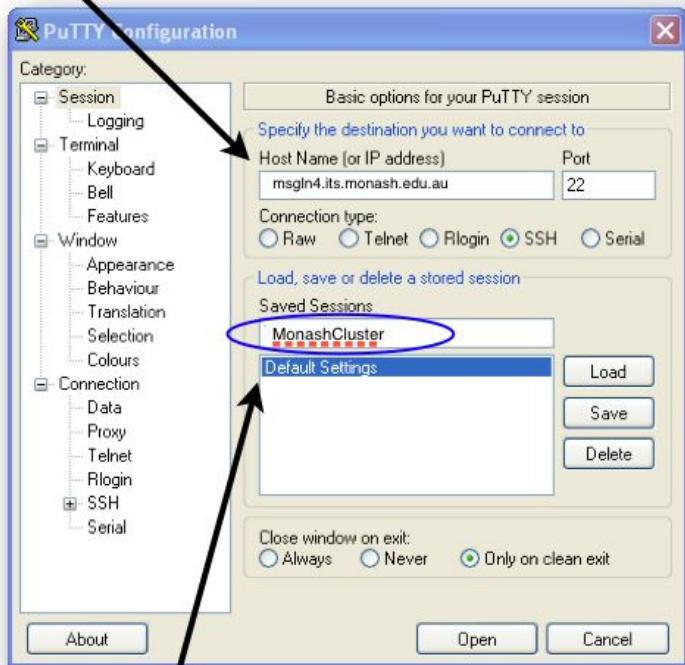 PuTTY Configuration
Category:
Session
Logging
Terminal
Keyboard
Bell
Features
Window
Appearance
Behaviour
Translation
Selection
Colours
Connection
Data
Proxy
Telnet
Rlogin
SSH
Serial
Basic options for your PuTTY session
Specify the destination you want to connect to
Host Name (or IP address) Port
msgln4.its.monash.edu.au 22
Connection type:
Raw Telnet Rlogin SSH Serial
Load, save or delete a stored session
Saved Sessions
MonashCluster
Default Settings
Load
Save
Delete
Close window on exit:
Always Never Only on clean exit
About Open Cancel